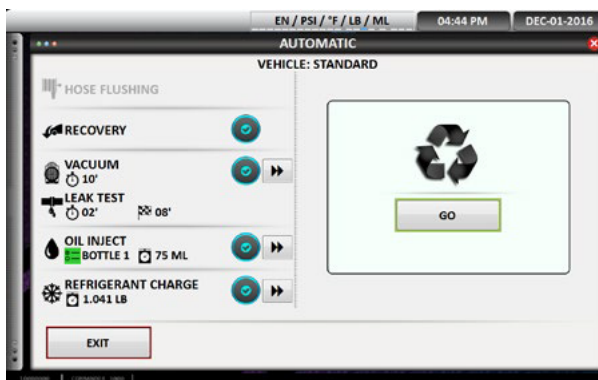 EN / PSI / °F / LB / ML
04:44 PM
DEC-01-2016
AUTOMATIC
VEHICLE: STANDARD
HOSE FLUSHING
RECOVERY
VACUUM
10'
LEAK TEST
02' 08'
OIL INJECT
BOTTLE 1 75 ML
REFRIGERANT CHARGE
1.041 LB
GO
EXIT